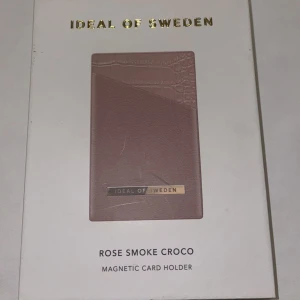 IDEAL OF SWEDEN
IDEAL OF SWEDEN
ROSE SMOKE CROCO
MAGNETIC CARD HOLDER